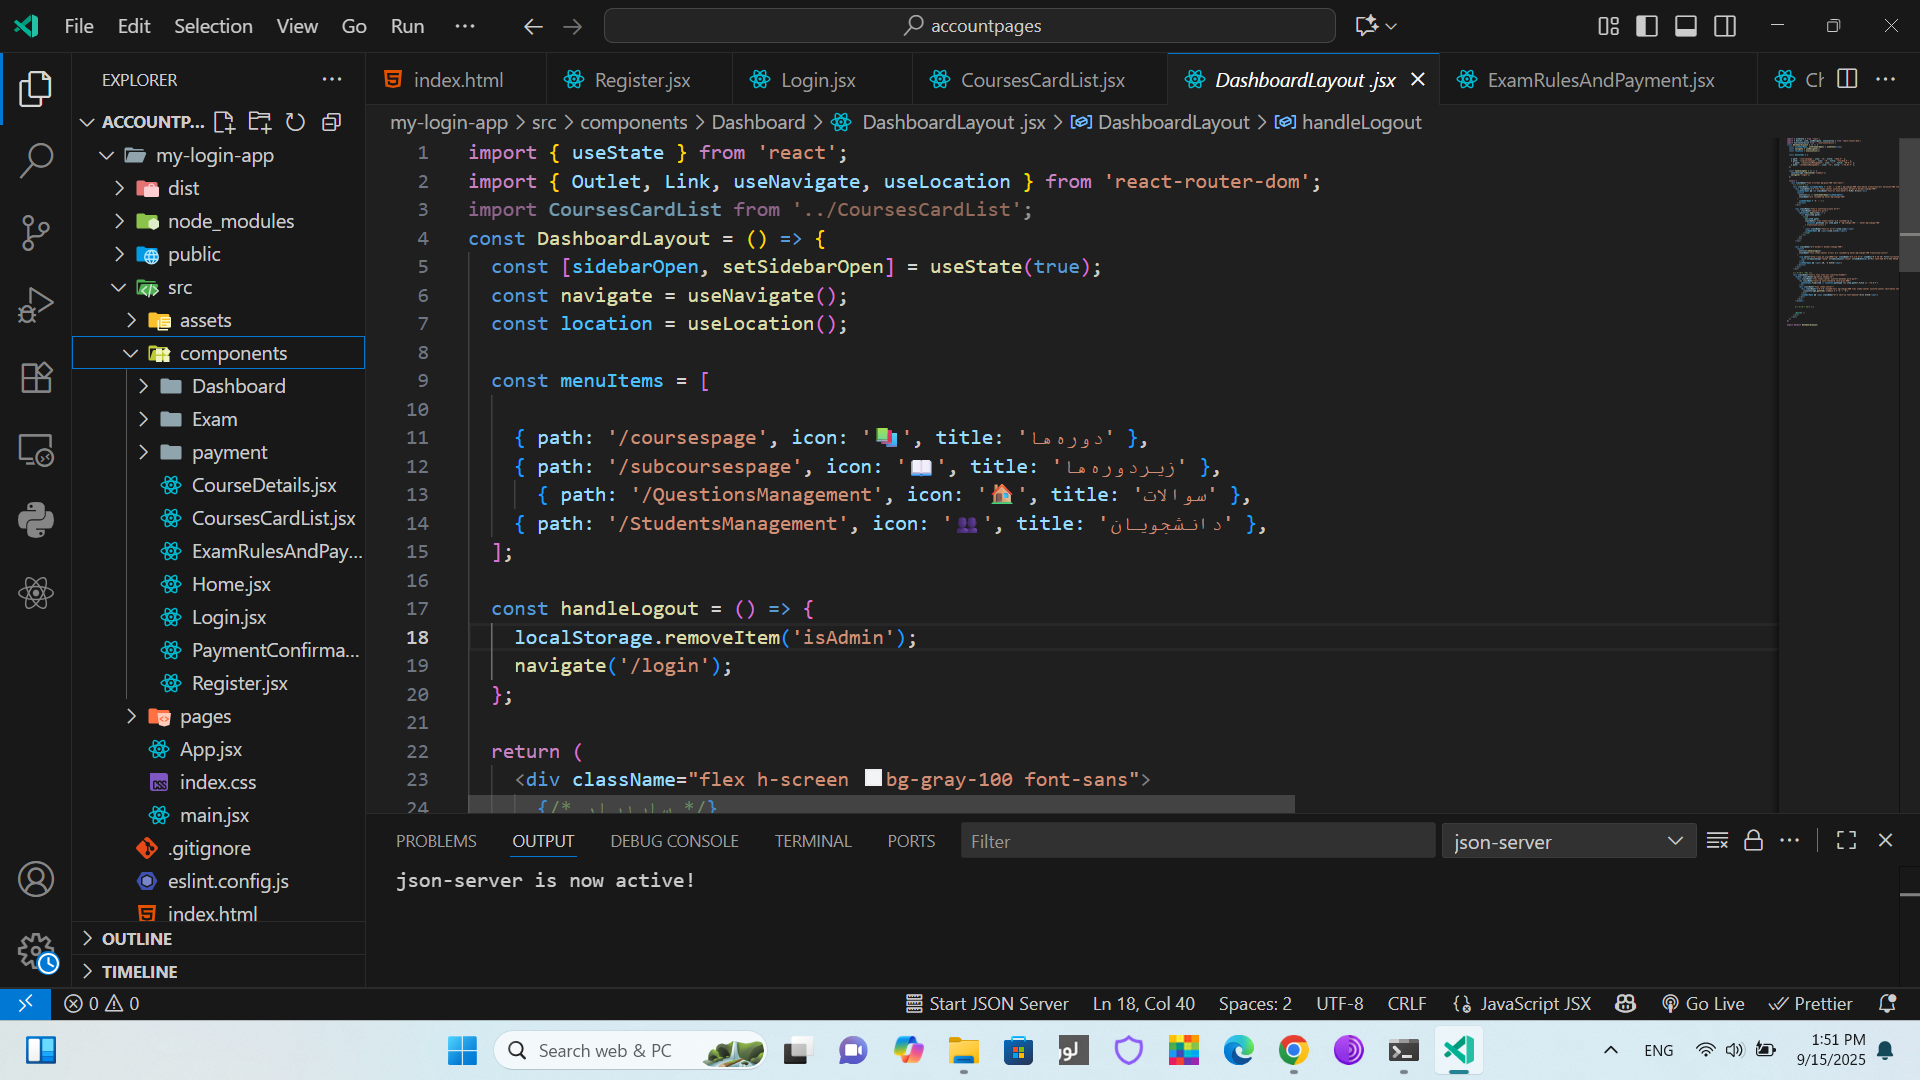 File Edit Selection View Go Run ···
accountpages
EXPLORER
ACCOUNTP...
my-login-app
dist
node_modules
public
src
assets
components
Dashboard
Exam
payment
CourseDetails.jsx
CoursesCardList.jsx
ExamRulesAndPay...
Home.jsx
Login.jsx
PaymentConfirma...
Register.jsx
pages
App.jsx
index.css
main.jsx
.gitignore
eslint.config.js
index.html
OUTLINE
TIMELINE
index.html Register.jsx Login.jsx CoursesCardList.jsx DashboardLayout .jsx ExamRulesAndPayment.jsx
my-login-app > src > components > Dashboard > DashboardLayout .jsx > DashboardLayout > handleLogout
1 import { useState } from 'react';
2 import { Outlet, Link, useNavigate, useLocation } from 'react-router-dom';
3 import CoursesCardList from '../CoursesCardList';
4 const DashboardLayout = () => {
5 const [sidebarOpen, setSidebarOpen] = useState(true);
6 const navigate = useNavigate();
7 const location = useLocation();
8
9 const menuItems = [
10
11 { path: '/coursespage', icon: '📚', title: 'دوره‌ها' },
12 { path: '/subcoursespage', icon: '📖', title: 'زیردوره‌ها' },
13 { path: '/QuestionsManagement', icon: '🏠', title: 'سوالات' },
14 { path: '/StudentsManagement', icon: '👥', title: 'دانشجویان' },
15 ];
16
17 const handleLogout = () => {
18 localStorage.removeItem('isAdmin');
19 navigate('/login');
20 };
21
22 return (
23 <div className="flex h-screen bg-gray-100 font-sans">
24 {/* */}
PROBLEMS OUTPUT DEBUG CONSOLE TERMINAL PORTS Filter json-server
json-server is now active!
0 0 Start JSON Server Ln 18, Col 40 Spaces: 2 UTF-8 CRLF {} JavaScript JSX Go Live Prettier
Search web & PC
ENG
1:51 PM
9/15/2025